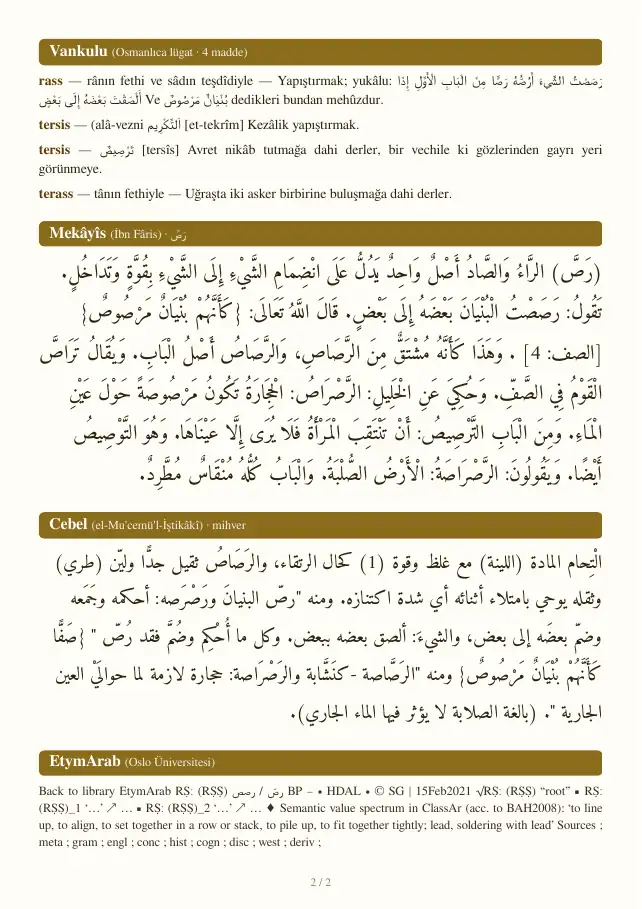 Vankulu (Osmanlıca lügat · 4 madde)
rass — rânın fethi ve sâdın teşdîdiyle — Yapıştırmak; yukâlu: رَصَصْتُ الشَّيْءَ أَرُصُّهُ رَصًّا مِنَ الْبَابِ الْأَوَّلِ إِذَا
أَلْصَقْتَ بَعْضَهُ إِلَى بَعْضٍ Ve بُنْيَانٌ مَرْصُوصٌ dedikleri bundan mehûzdur.
tersis — (alâ-vezni اَلتَّكْرِيمِ [et-tekrîm] Kezâlik yapıştırmak.
tersis — تَرْصِيصٌ [tersîs] Avret nikâb tutmağa dahi derler, bir vechile ki gözlerinden gayrı yeri
görünmeye.
terass — tânın fethiyle — Uğraşta iki asker birbirine buluşmağa dahi derler.
Mekâyîs (İbn Fâris) · رَصّ
(رَصَّ) الرَّاءُ وَالصَّادُ أَصْلٌ وَاحِدٌ يَدُلُّ عَلَى انْضِمَامِ الشَّيْءِ إِلَى الشَّيْءِ بِقُوَّةٍ وَتَدَاخُلٍ.
تَقُولُ: رَصَصْتُ الْبُنْيَانَ بَعْضَهُ إِلَى بَعْضٍ. قَالَ اللَّهُ تَعَالَى: {كَأَنَّهُمْ بُنْيَانٌ مَرْصُوصٌ}
[الصف: 4] . وَهَذَا كَأَنَّهُ مُشْتَقٌّ مِنَ الرَّصَاصِ، وَالرَّصَاصُ أَصْلُ الْبَابِ. وَيُقَالُ تَرَاصَّ
الْقَوْمُ فِي الصَّفِّ. وَحُكِيَ عَنِ الْخَلِيلِ: الرَّصْرَاصُ: الْحِجَارَةُ تَكُونُ مَرْصُوصَةً حَوْلَ عَيْنِ
الْمَاءِ. وَمِنَ الْبَابِ التَّرْصِيصُ: أَنْ تَنْتَقِبَ الْمَرْأَةُ فَلَا يُرَى إِلَّا عَيْنَاهَا. وَهُوَ التَّوْصِيصُ
أَيْضًا. وَيَقُولُونَ: الرَّصْرَاصَةُ: الْأَرْضُ الصُّلْبَةُ. وَالْبَابُ كُلُّهُ مُنْقَاسٌ مُطَّرِدٌ.
Cebel (el-Mu'cemü'l-İştikâkî) · mihver
الْتِحام المادة (اللينة) مع غلظ وقوة (1) كحال الرتقاء، والرَصَاصُ ثقيل جدًّا وليّن (طري)
وثقله يوحي بامتلاء أثنائه أي شدة اكتنازه. ومنه "رصّ البنيانَ ورَصْرَصه: أحكمه وجَمَعه
وضمّ بعضَه إلى بعض، والشيءَ: ألصق بعضه ببعض. وكل ما أُحْكِم وضُمّ فقد رُصّ " {صَفًّا
كَأَنَّهُمْ بُنْيَانٌ مَرْصُوصٌ} ومنه "الرَصَّاصة -كنَشَّابة والرَصْرَاصة: حجارة لازمة لما حوالَيْ العين
الجارية ". (بالغة الصلابة لا يؤثر فيها الماء الجاري).
EtymArab (Oslo Üniversitesi)
Back to library EtymArab RṢ: (RṢṢ) رصّ / رصص BP – • HDAL • © SG | 15Feb2021 √RṢ: (RṢṢ) “root” ▪ RṢ:
(RṢṢ)_1 ‘…’ ↗ … ▪ RṢ: (RṢṢ)_2 ‘…’ ↗ … ♦ Semantic value spectrum in ClassAr (acc. to BAH2008): ‘to line
up, to align, to set together in a row or stack, to pile up, to fit together tightly; lead, soldering with lead’ Sources ;
meta ; gram ; engl ; conc ; hist ; cogn ; disc ; west ; deriv ;
2 / 2